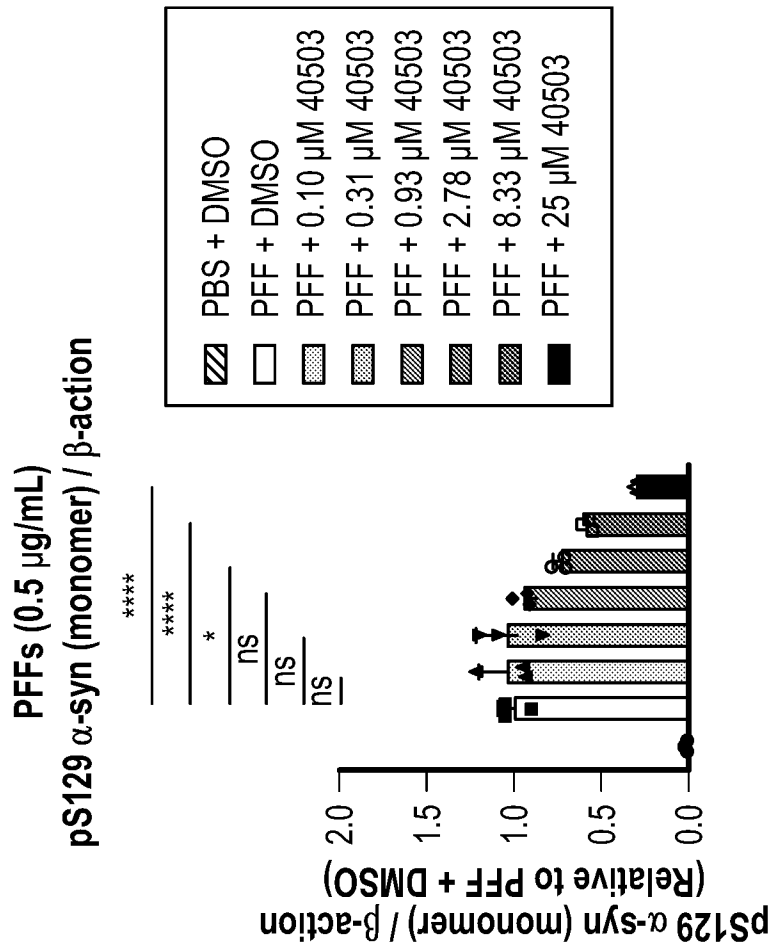 PFFs (0.5 µg/mL)
pS129 α-syn (monomer) / β-action
****
****
*
ns
ns
ns
pS129 α-syn (monomer) / β-action
(Relative to PFF + DMSO)
2.0
1.5
1.0
0.5
0.0
PBS + DMSO
PFF + DMSO
PFF + 0.10 µM 40503
PFF + 0.31 µM 40503
PFF + 0.93 µM 40503
PFF + 2.78 µM 40503
PFF + 8.33 µM 40503
PFF + 25 µM 40503